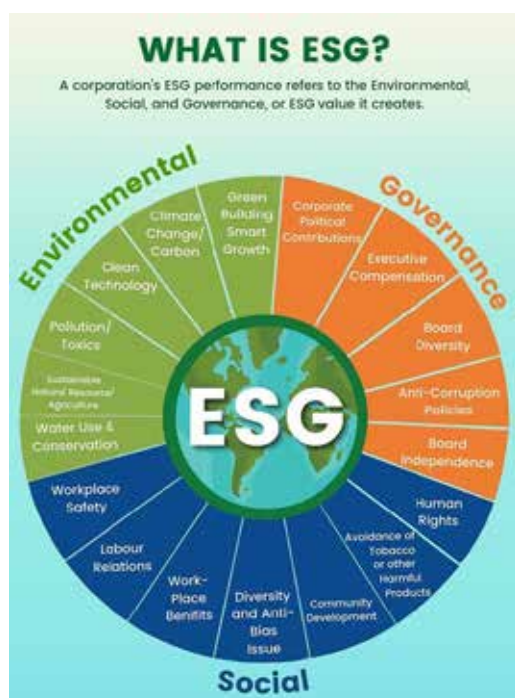 WHAT IS ESG?
A corporation's ESG performance refers to the Environmental,
Social, and Governance, or ESG value it creates.
Environmental
Governance
Green
Building
Smart
Growth
Climate
Change/
Carbon
Clean
Technology
Pollution/
Toxics
Sustainable
Natural Resource/
Agriculture
Water Use &
Conservation
Corporate
Political
Contributions
Executive
Compensation
Board
Diversity
Anti-Corruption
Policies
Board
Independence
ESG
Workplace
Safety
Labour
Relations
Work-
Place
Benifits
Diversity
and Anti-
Bias
Issue
Community
Development
Avoidance of
Tobacco
or other
Harmful
Products
Human
Rights
Social